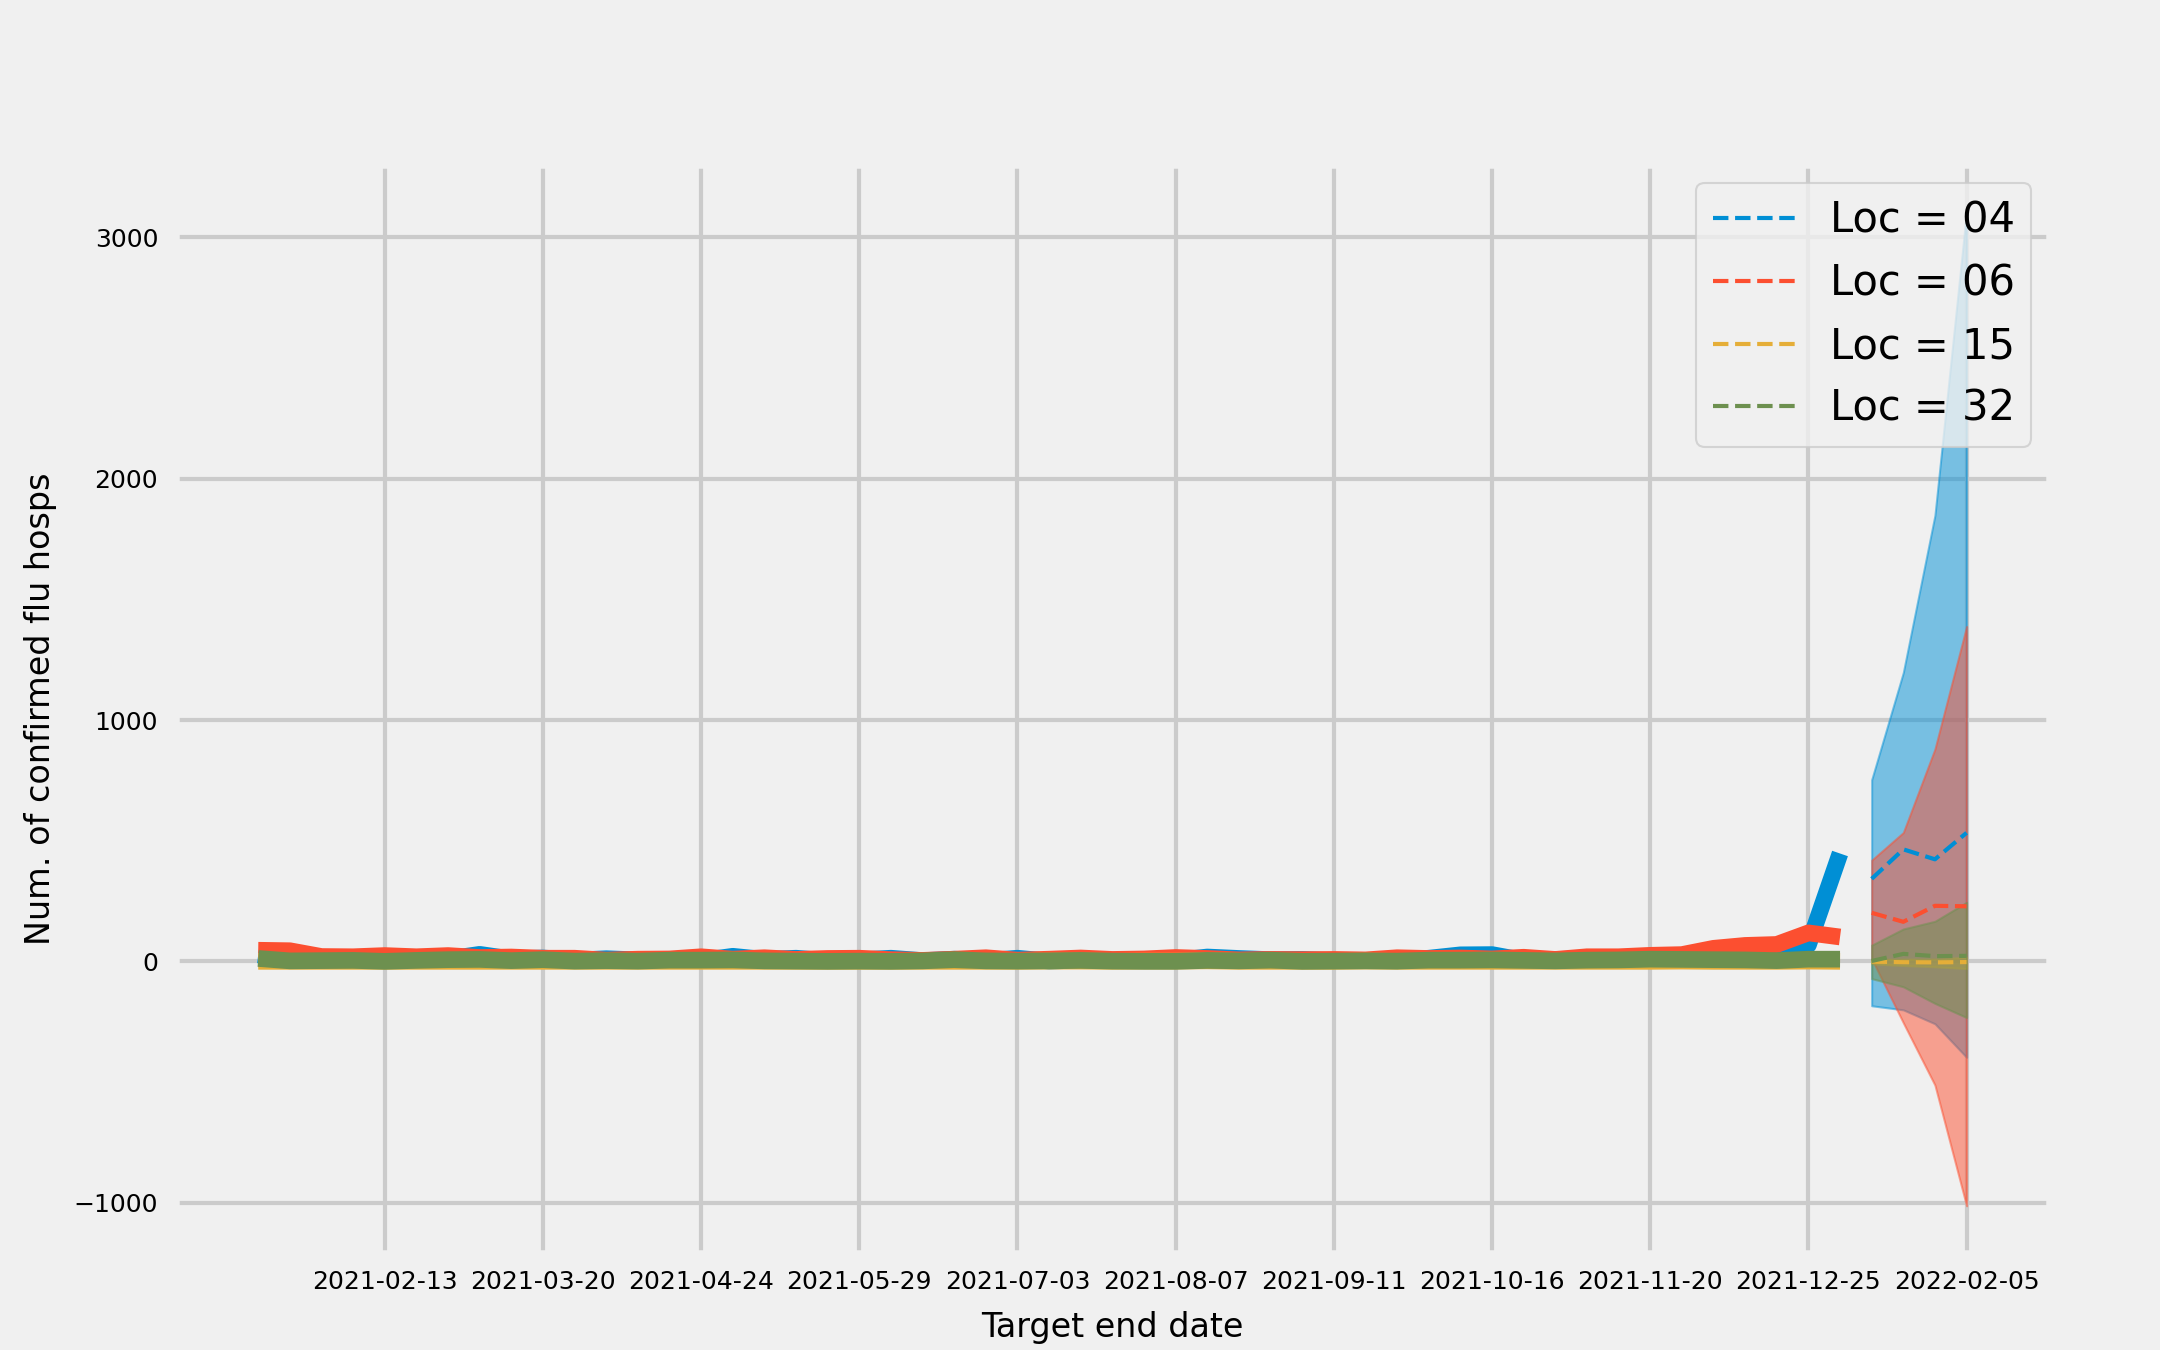 Loc = 04
Loc = 06
Loc = 15
Loc = 32
3000
2000
1000
0
−1000
Num. of confirmed flu hosps
2021-02-13 2021-03-20 2021-04-24 2021-05-29 2021-07-03 2021-08-07 2021-09-11 2021-10-16 2021-11-20 2021-12-25 2022-02-05
Target end date